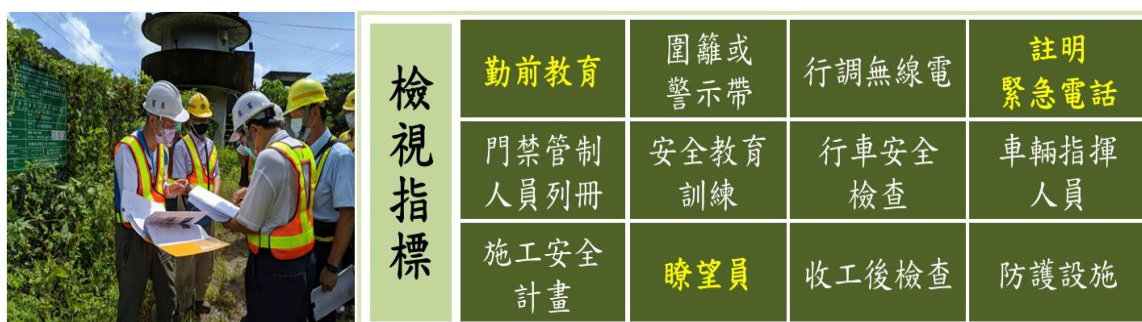 檢視指標
勤前教育
圍籬或
警示帶
行調無線電
註明
緊急電話
門禁管制
人員列冊
安全教育
訓練
行車安全
檢查
車輛指揮
人員
施工安全
計畫
瞭望員
收工後檢查
防護設施